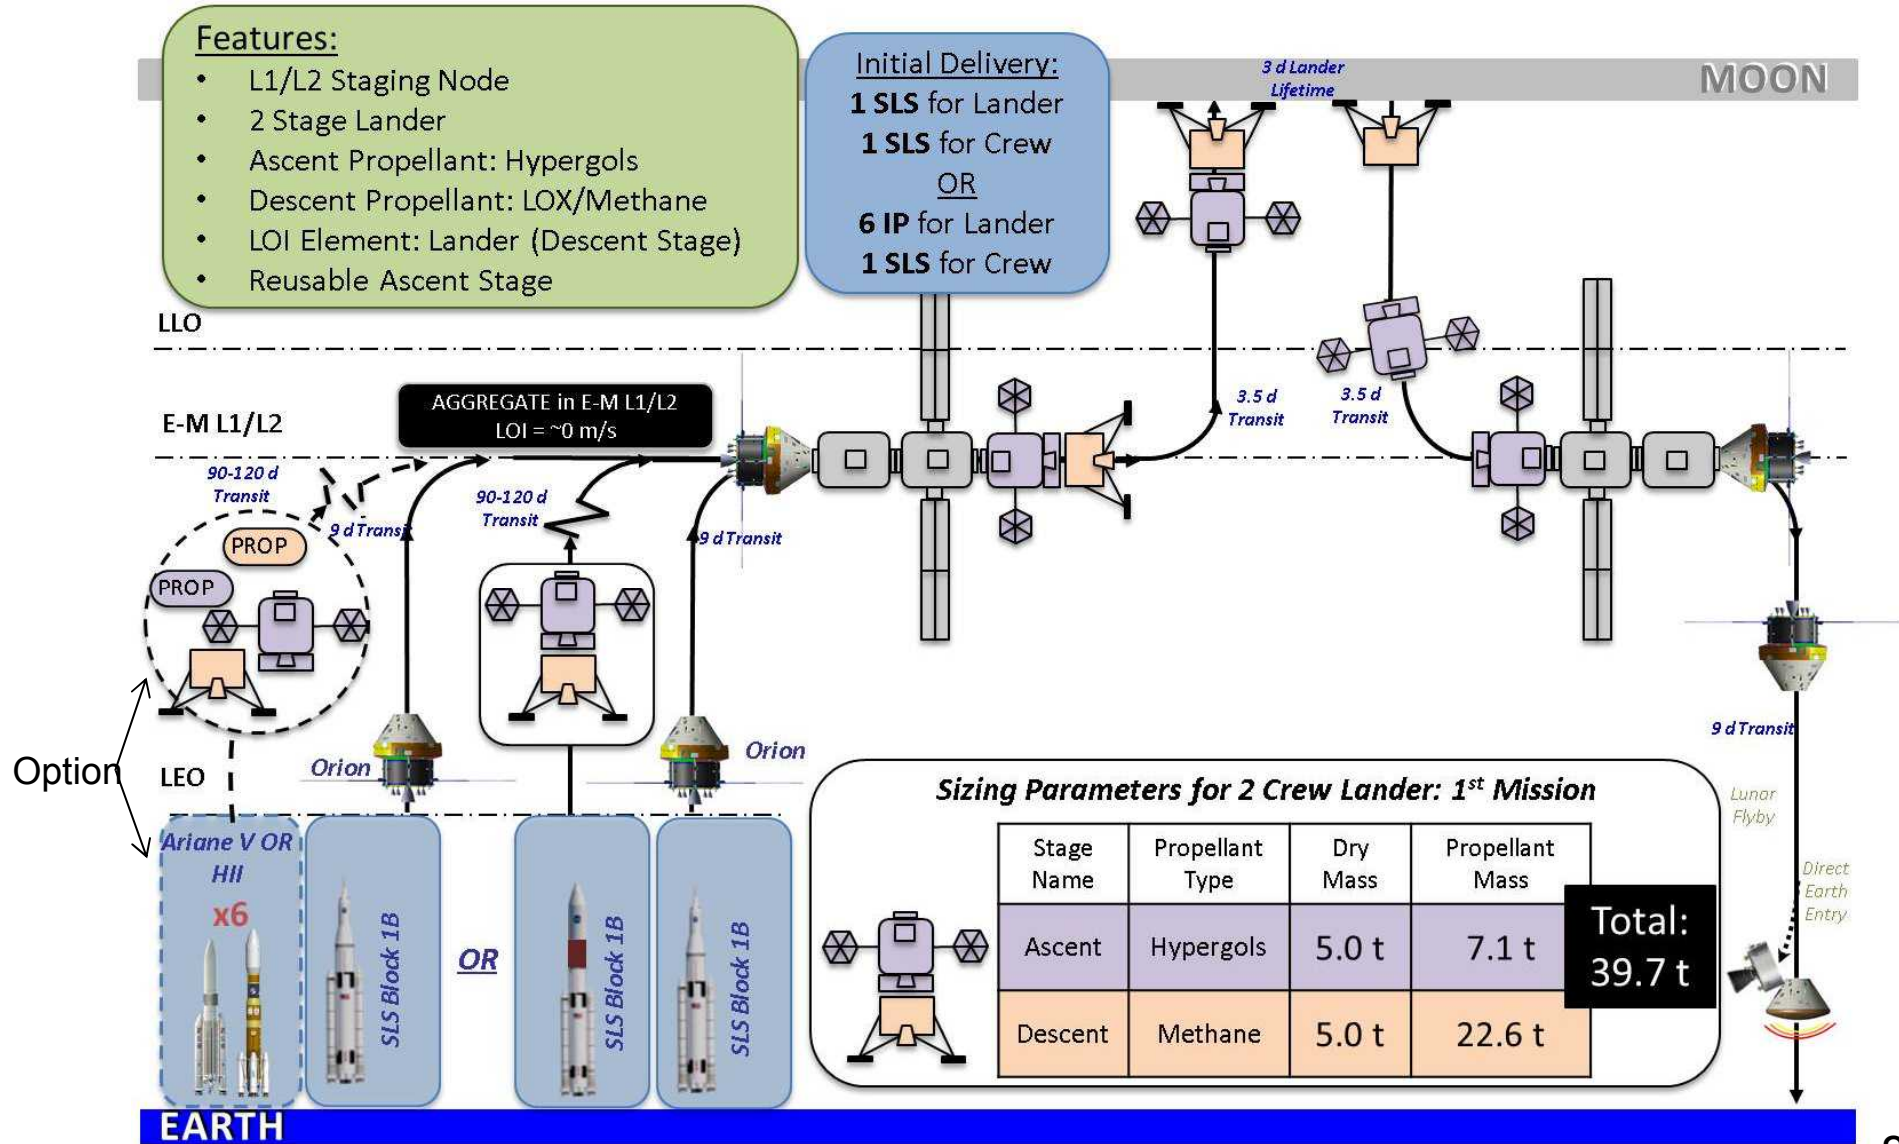 Features:
• L1/L2 Staging Node
• 2 Stage Lander
• Ascent Propellant: Hypergols
• Descent Propellant: LOX/Methane
• LOI Element: Lander (Descent Stage)
• Reusable Ascent Stage
Initial Delivery:
1 SLS for Lander
1 SLS for Crew
OR
6 IP for Lander
1 SLS for Crew
3 d Lander
Lifetime
MOON
LLO
E-M L1/L2
AGGREGATE in E-M L1/L2
LOI = ~0 m/s
90-120 d
Transit
9 d Transit
90-120 d
Transit
9 d Transit
3.5 d
Transit
3.5 d
Transit
PROP
PROP
Option
LEO
Orion
Orion
9 d Transit
Lunar
Flyby
Direct
Earth
Entry
Ariane V OR
HII
x6
SLS Block 1B
OR
SLS Block 1B
SLS Block 1B
Sizing Parameters for 2 Crew Lander: 1st Mission
Stage Name Propellant Type Dry Mass Propellant Mass
Ascent Hypergols 5.0 t 7.1 t
Descent Methane 5.0 t 22.6 t
Total:
39.7 t
EARTH